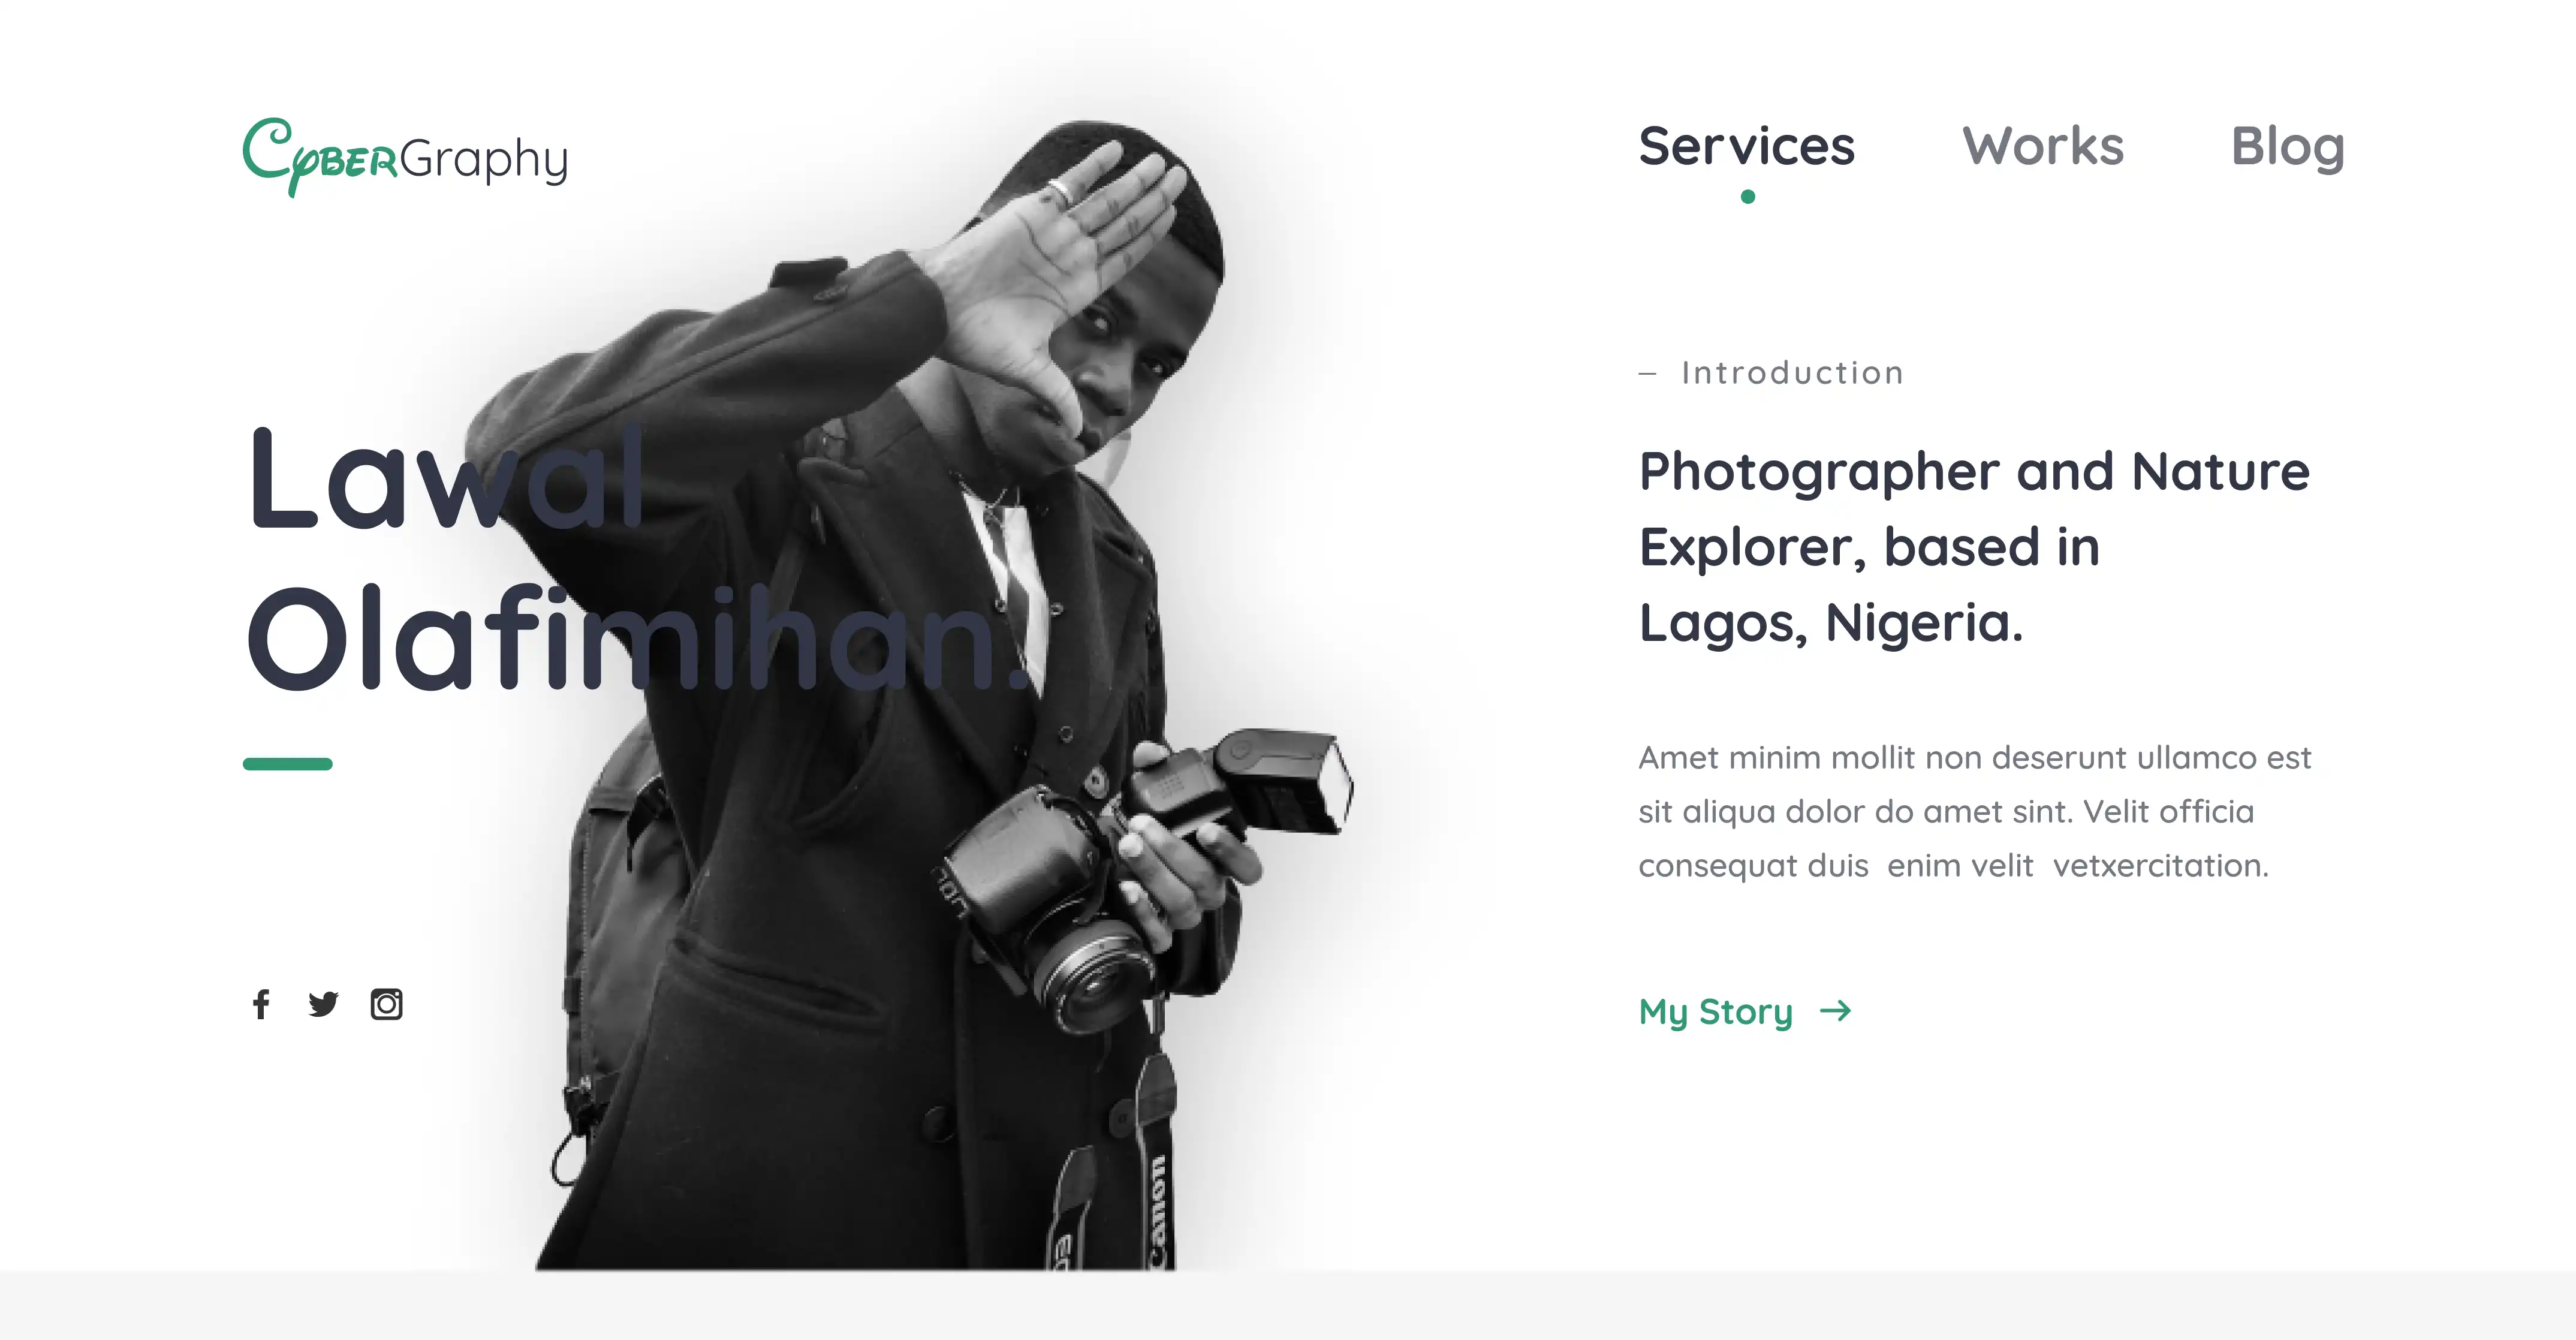 CyberGraphy
Services Works Blog
Lawal
Olafimihan.
– Introduction
Photographer and Nature
Explorer, based in
Lagos, Nigeria.
Amet minim mollit non deserunt ullamco est
sit aliqua dolor do amet sint. Velit officia
consequat duis  enim velit  vetxercitation.
My Story →
Canon